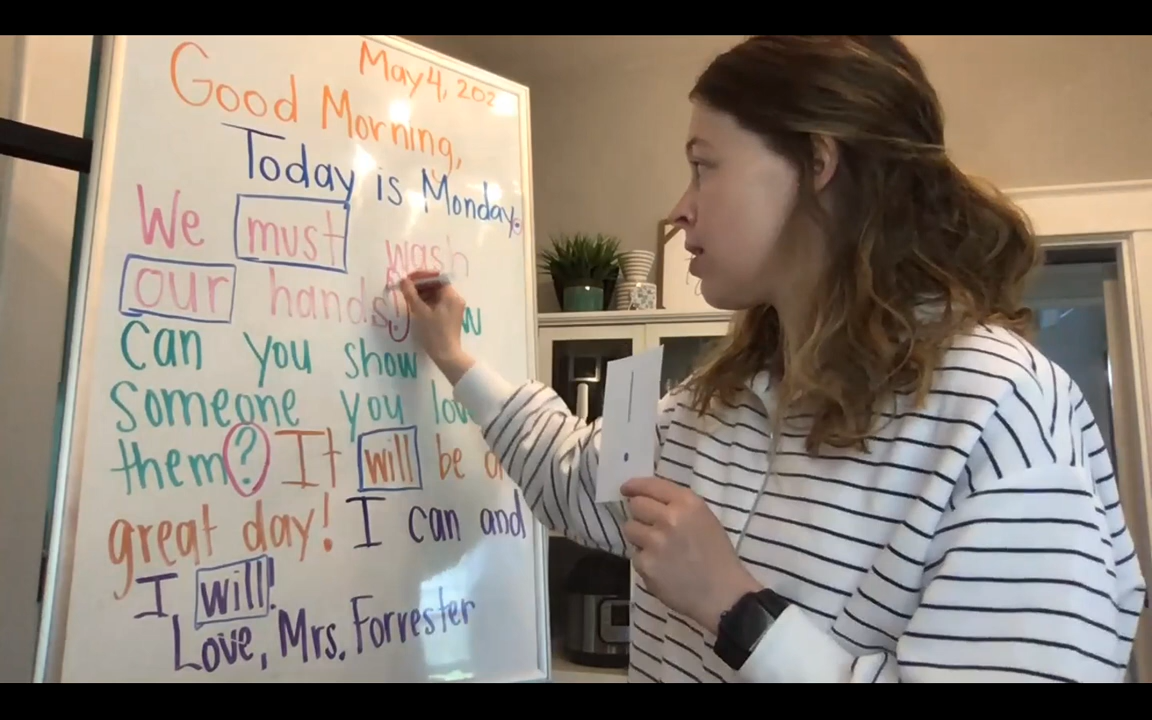 May 4, 202
Good Morning,
Today is Monday.
We must wash
our hands!
can you show
someone you
them? It will be a
great day! I can and
I will!
Love, Mrs. Forrester
!